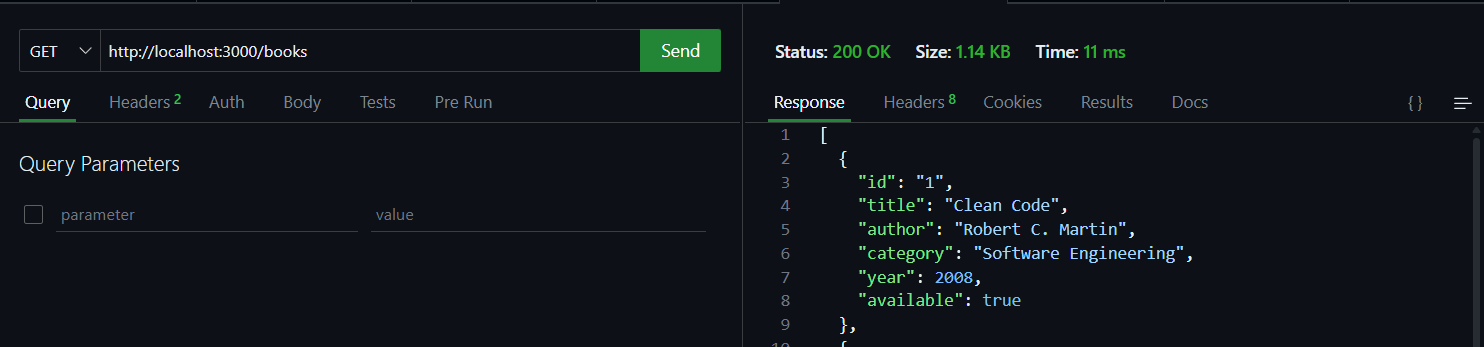 GET http://localhost:3000/books Send
Query Headers 2 Auth Body Tests Pre Run
Query Parameters
parameter value
Status: 200 OK Size: 1.14 KB Time: 11 ms
Response Headers 8 Cookies Results Docs { }
1 [
2 {
3 "id": "1",
4 "title": "Clean Code",
5 "author": "Robert C. Martin",
6 "category": "Software Engineering",
7 "year": 2008,
8 "available": true
9 },
10 {